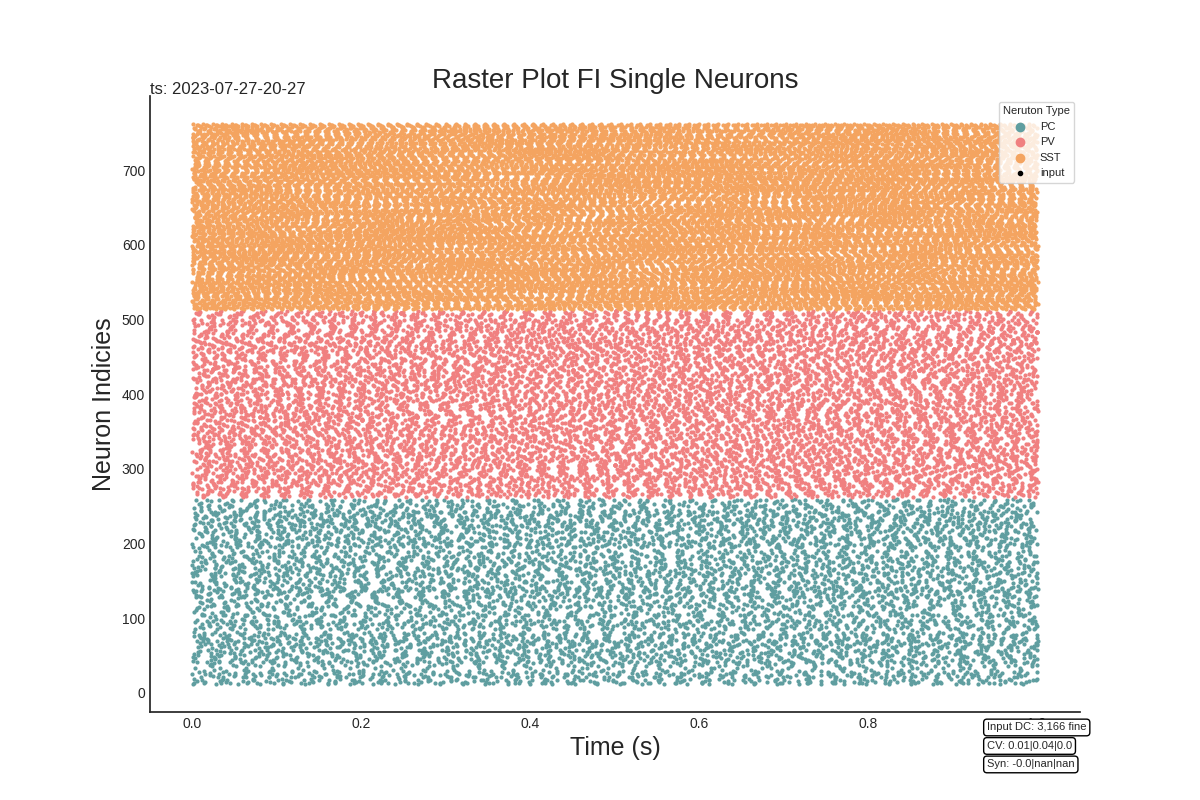 Raster Plot FI Single Neurons
ts: 2023-07-27-20-27
Neruton Type
PC
PV
SST
input
Neuron Indicies
700
600
500
400
300
200
100
0
0.0 0.2 0.4 0.6 0.8
Time (s)
Input DC: 3,166 fine
CV: 0.01|0.04|0.0
Syn: -0.0|nan|nan